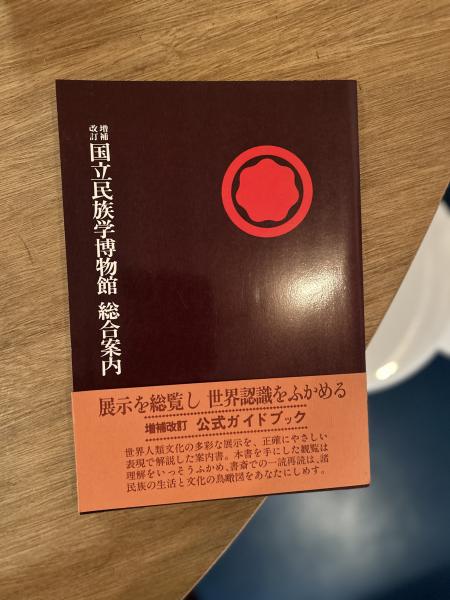 増補
改訂
国立民族学博物館 総合案内
展示を総覧し 世界認識をふかめる
増補改訂 公式ガイドブック
世界人類文化の多彩な展示を、正確にやさしい
表現で解説した案内書。本書を手にした観覧は
理解をいっそうふかめ、書斎での一読再読は、諸
民族の生活と文化の鳥瞰図をあなたにしめす。